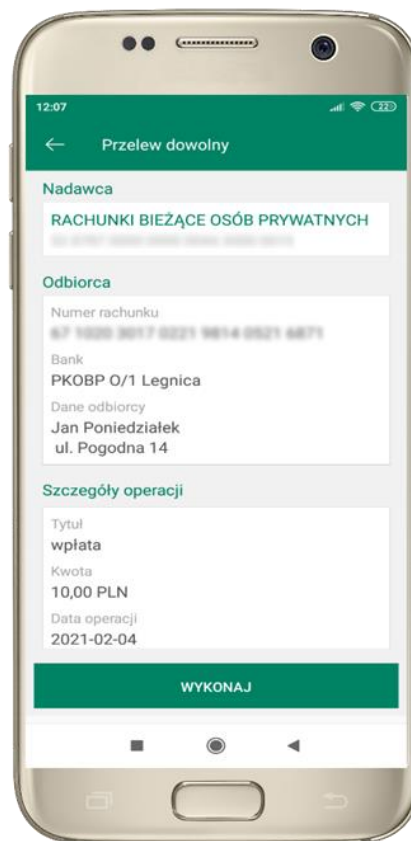 12:07
22
Przelew dowolny
Nadawca
RACHUNKI BIEŻĄCE OSÓB PRYWATNYCH
Odbiorca
Numer rachunku
Bank
PKOBP O/1 Legnica
Dane odbiorcy
Jan Poniedziałek
ul. Pogodna 14
Szczegóły operacji
Tytuł
wpłata
Kwota
10,00 PLN
Data operacji
2021-02-04
WYKONAJ